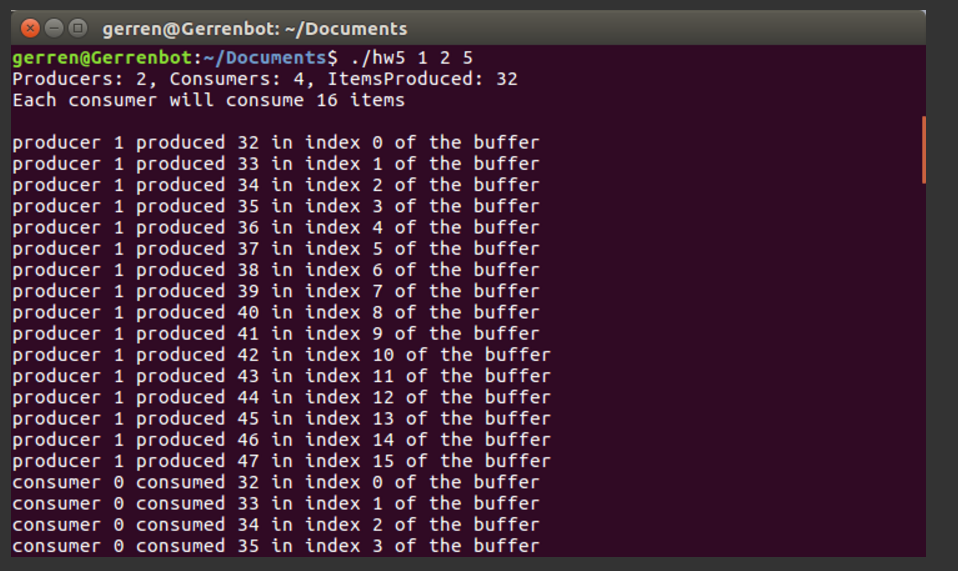 gerren@Gerrenbot: ~/Documents
gerren@Gerrenbot:~/Documents$ ./hw5 1 2 5
Producers: 2, Consumers: 4, ItemsProduced: 32
Each consumer will consume 16 items
producer 1 produced 32 in index 0 of the buffer
producer 1 produced 33 in index 1 of the buffer
producer 1 produced 34 in index 2 of the buffer
producer 1 produced 35 in index 3 of the buffer
producer 1 produced 36 in index 4 of the buffer
producer 1 produced 37 in index 5 of the buffer
producer 1 produced 38 in index 6 of the buffer
producer 1 produced 39 in index 7 of the buffer
producer 1 produced 40 in index 8 of the buffer
producer 1 produced 41 in index 9 of the buffer
producer 1 produced 42 in index 10 of the buffer
producer 1 produced 43 in index 11 of the buffer
producer 1 produced 44 in index 12 of the buffer
producer 1 produced 45 in index 13 of the buffer
producer 1 produced 46 in index 14 of the buffer
producer 1 produced 47 in index 15 of the buffer
consumer 0 consumed 32 in index 0 of the buffer
consumer 0 consumed 33 in index 1 of the buffer
consumer 0 consumed 34 in index 2 of the buffer
consumer 0 consumed 35 in index 3 of the buffer